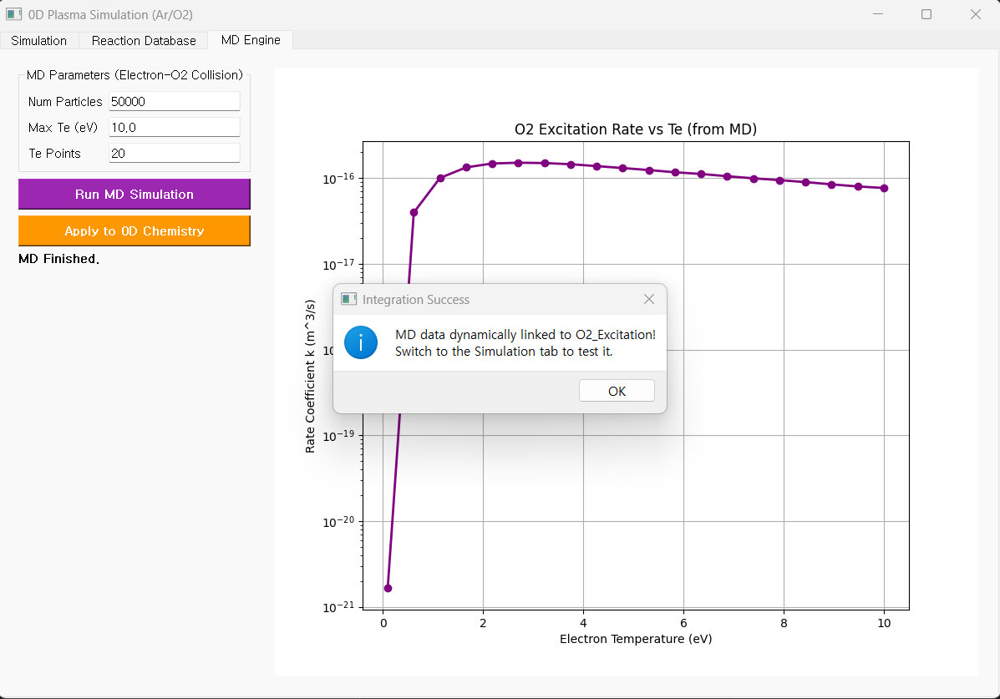 0D Plasma Simulation (Ar/O2)
Simulation
Reaction Database
MD Engine
MD Parameters (Electron-O2 Collision)
Num Particles 50000
Max Te (eV) 10.0
Te Points 20
Run MD Simulation
Apply to 0D Chemistry
MD Finished.
O2 Excitation Rate vs Te (from MD)
Rate Coefficient k (m^3/s)
10⁻¹⁶
10⁻¹⁷
10⁻¹⁹
10⁻²⁰
10⁻²¹
0 2 4 6 8 10
Electron Temperature (eV)
Integration Success
MD data dynamically linked to O2_Excitation!
Switch to the Simulation tab to test it.
OK